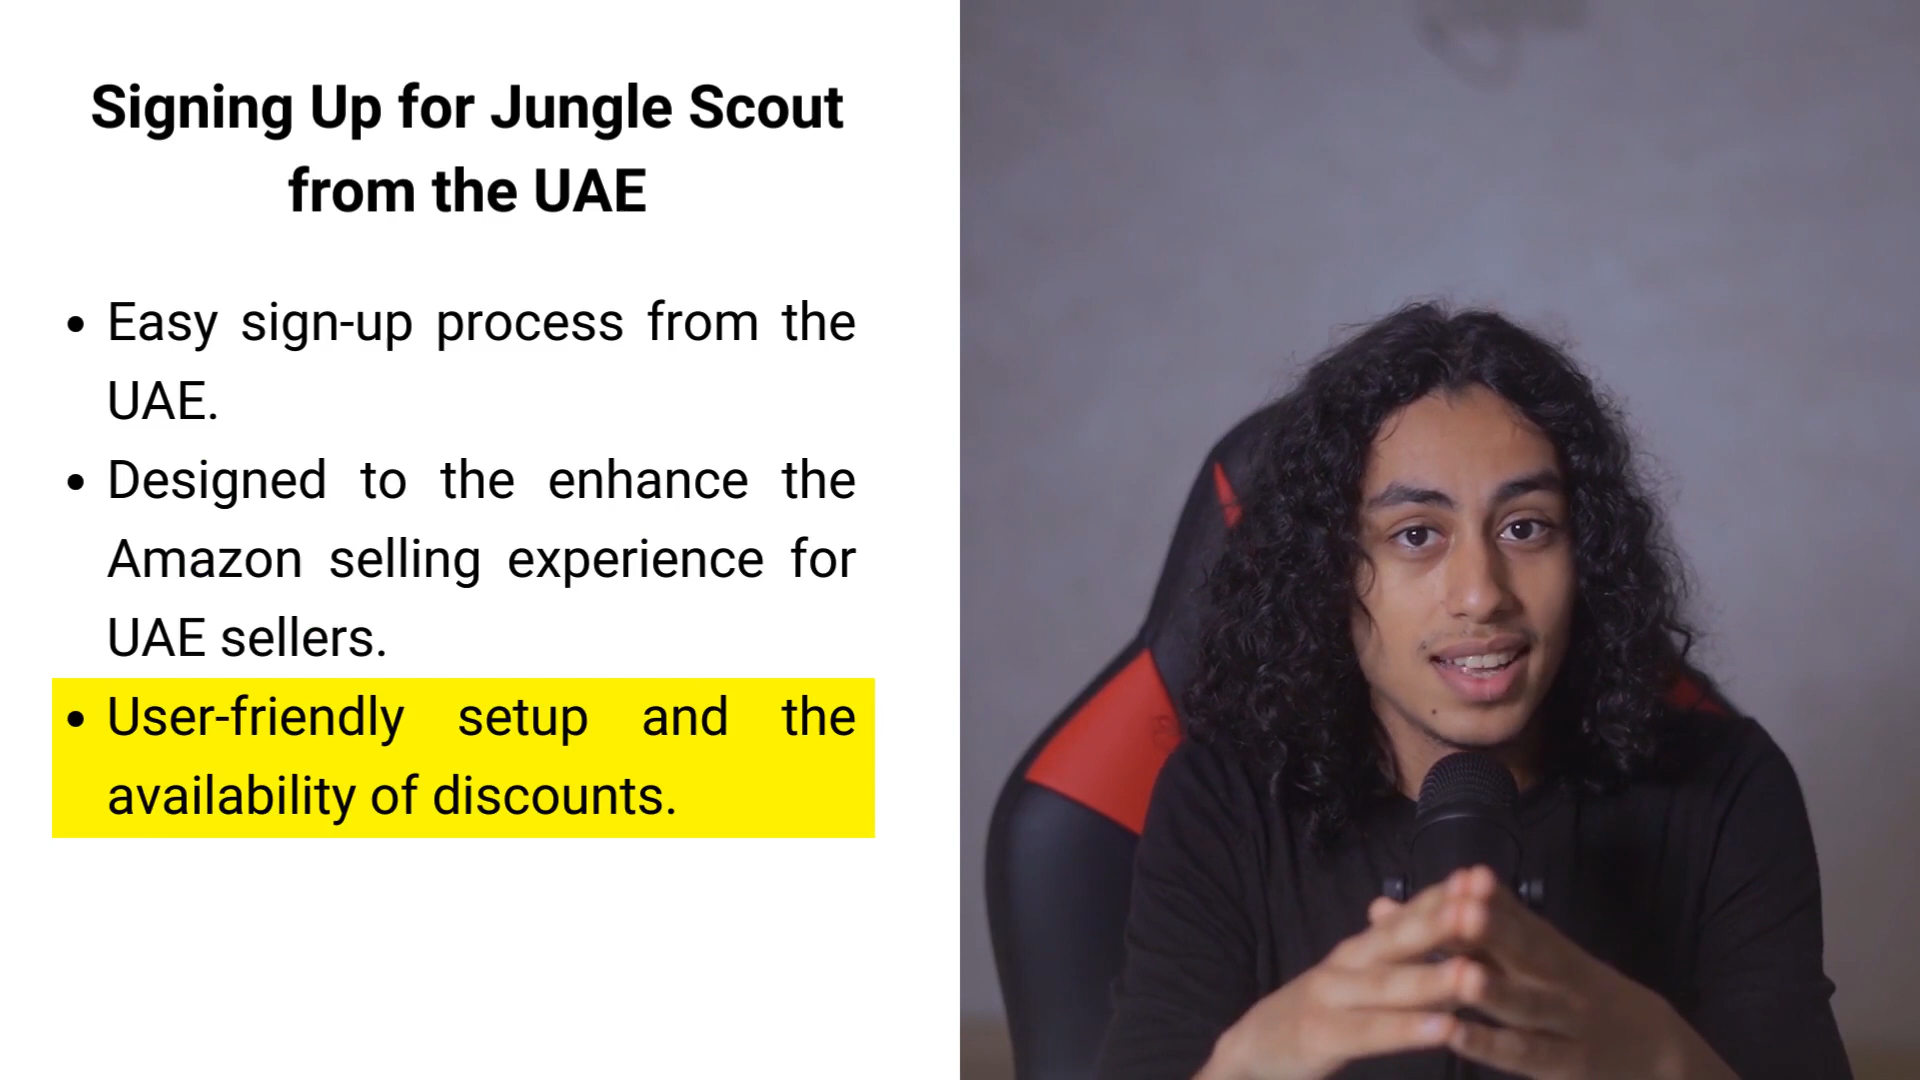 Signing Up for Jungle Scout
from the UAE
• Easy sign-up process from the
UAE.
• Designed to the enhance the
Amazon selling experience for
UAE sellers.
• User-friendly setup and the
availability of discounts.